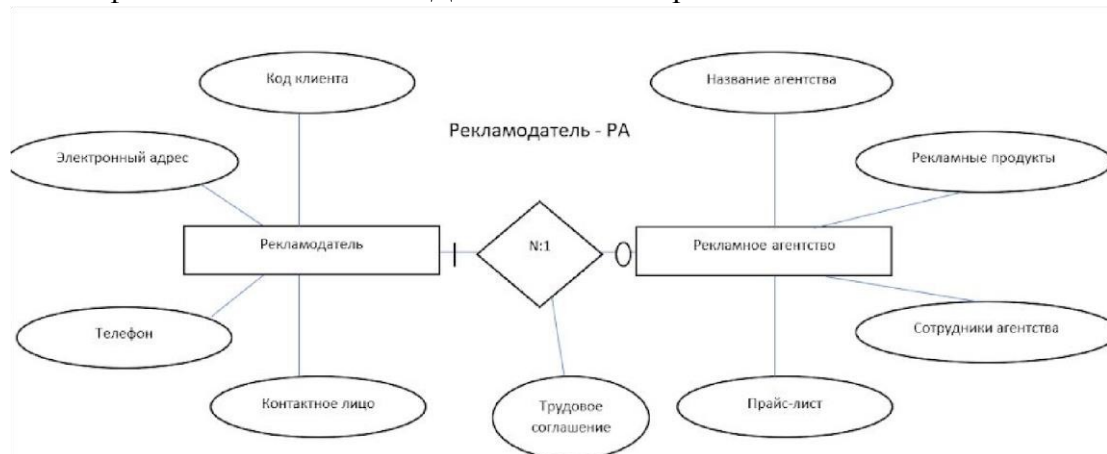 Код клиента
Название агентства
Рекламодатель - РА
Электронный адрес
Рекламные продукты
Рекламодатель
N:1
Рекламное агентство
Телефон
Сотрудники агентства
Контактное лицо
Трудовое
соглашение
Прайс-лист